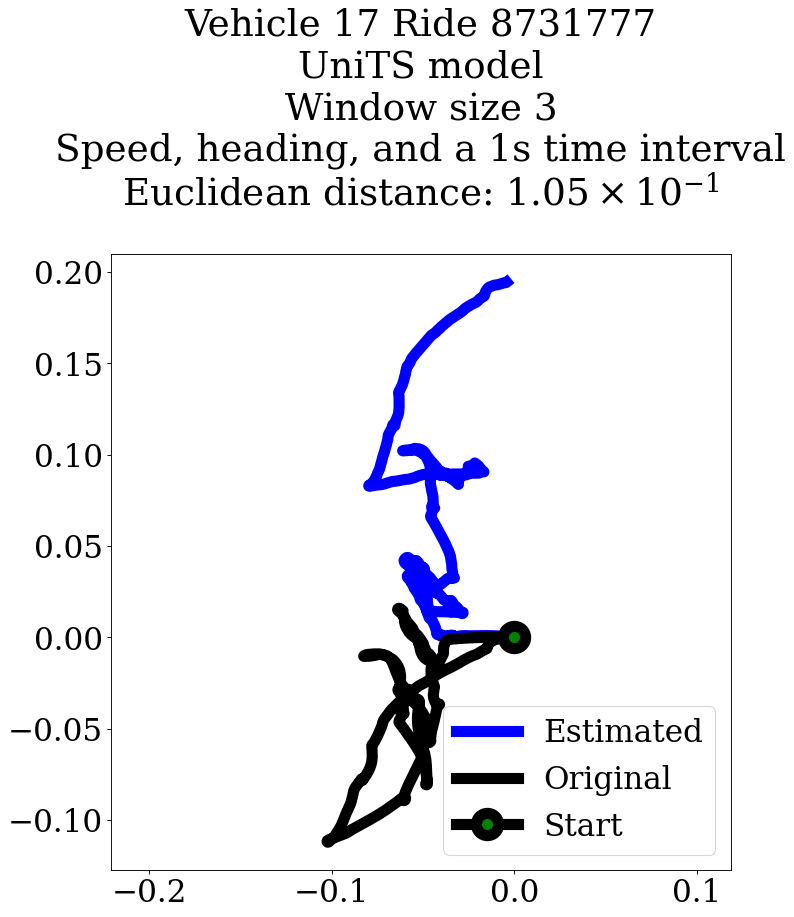 Vehicle 17 Ride 8731777
UniTS model
Window size 3
Speed, heading, and a 1s time interval
Euclidean distance: 1.05 × 10⁻¹
0.20
0.15
0.10
0.05
0.00
−0.05
−0.10
Estimated
Original
Start
−0.2
−0.1
0.0
0.1